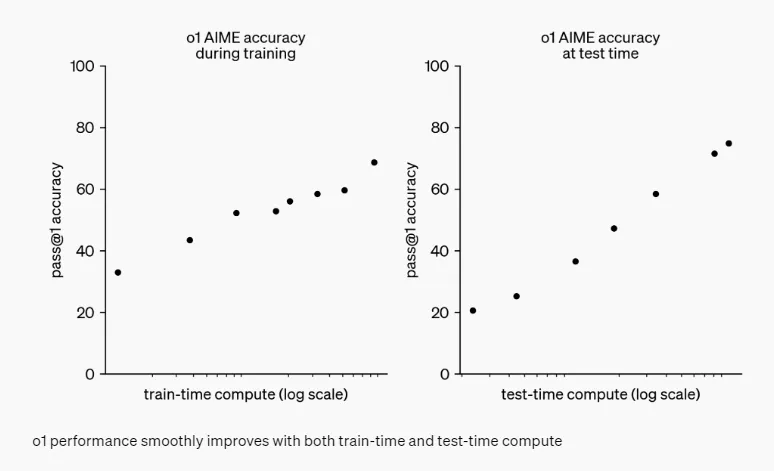 o1 AIME accuracy
during training
100
80
60
40
20
0
pass@1 accuracy
train-time compute (log scale)
o1 AIME accuracy
at test time
100
80
60
40
20
0
pass@1 accuracy
test-time compute (log scale)
o1 performance smoothly improves with both train-time and test-time compute